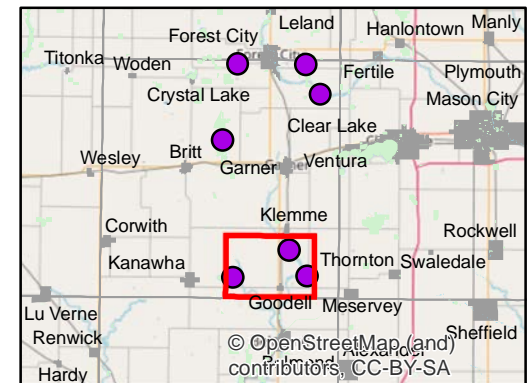 Leland
Forest City
Hanlontown
Manly
Titonka
Woden
Fertile
Plymouth
Crystal Lake
Mason City
Clear Lake
Wesley
Britt
Garner
Ventura
Klemme
Corwith
Rockwell
Kanawha
Thornton
Swaledale
Goodell
Meservey
Lu Verne
Sheffield
Renwick
© OpenStreetMap (and)
contributors, CC-BY-SA
Hardy